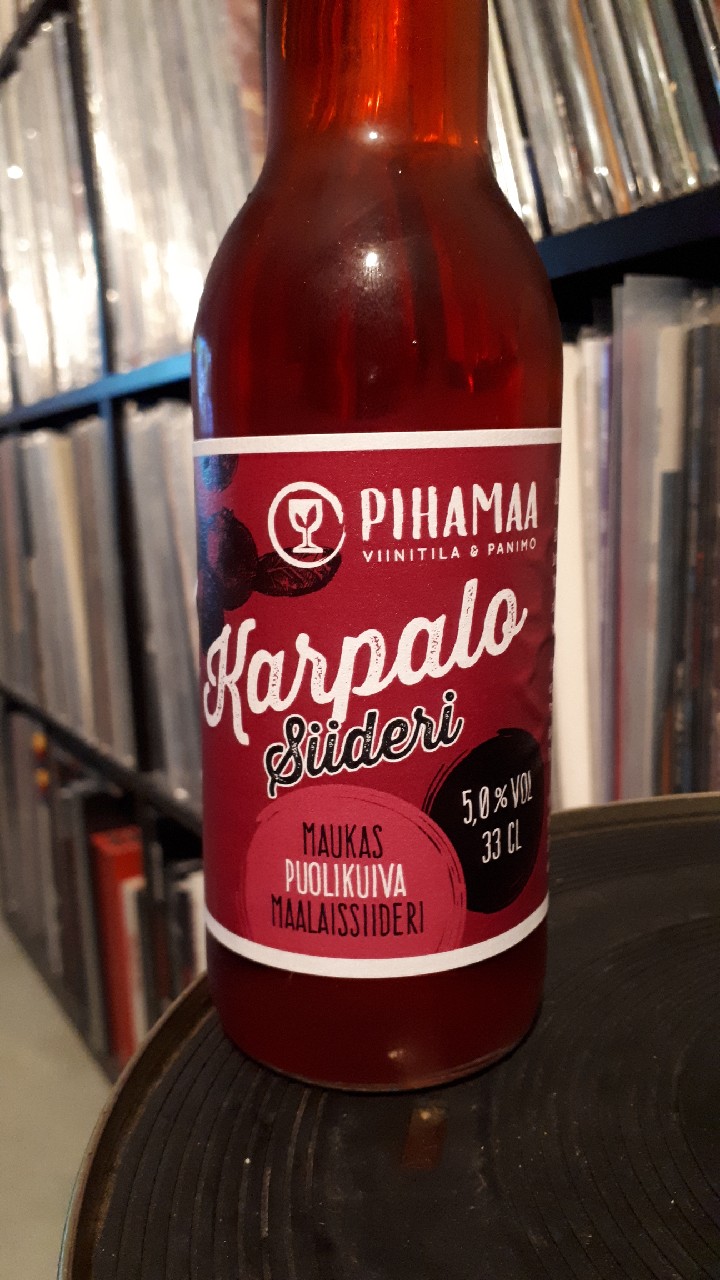 PIHAMAA
VIINITILA & PANIMO
Karpalo
Siideri
5,0 % VOL
33 CL
MAUKAS
PUOLIKUIVA
MAALAISSIIDERI